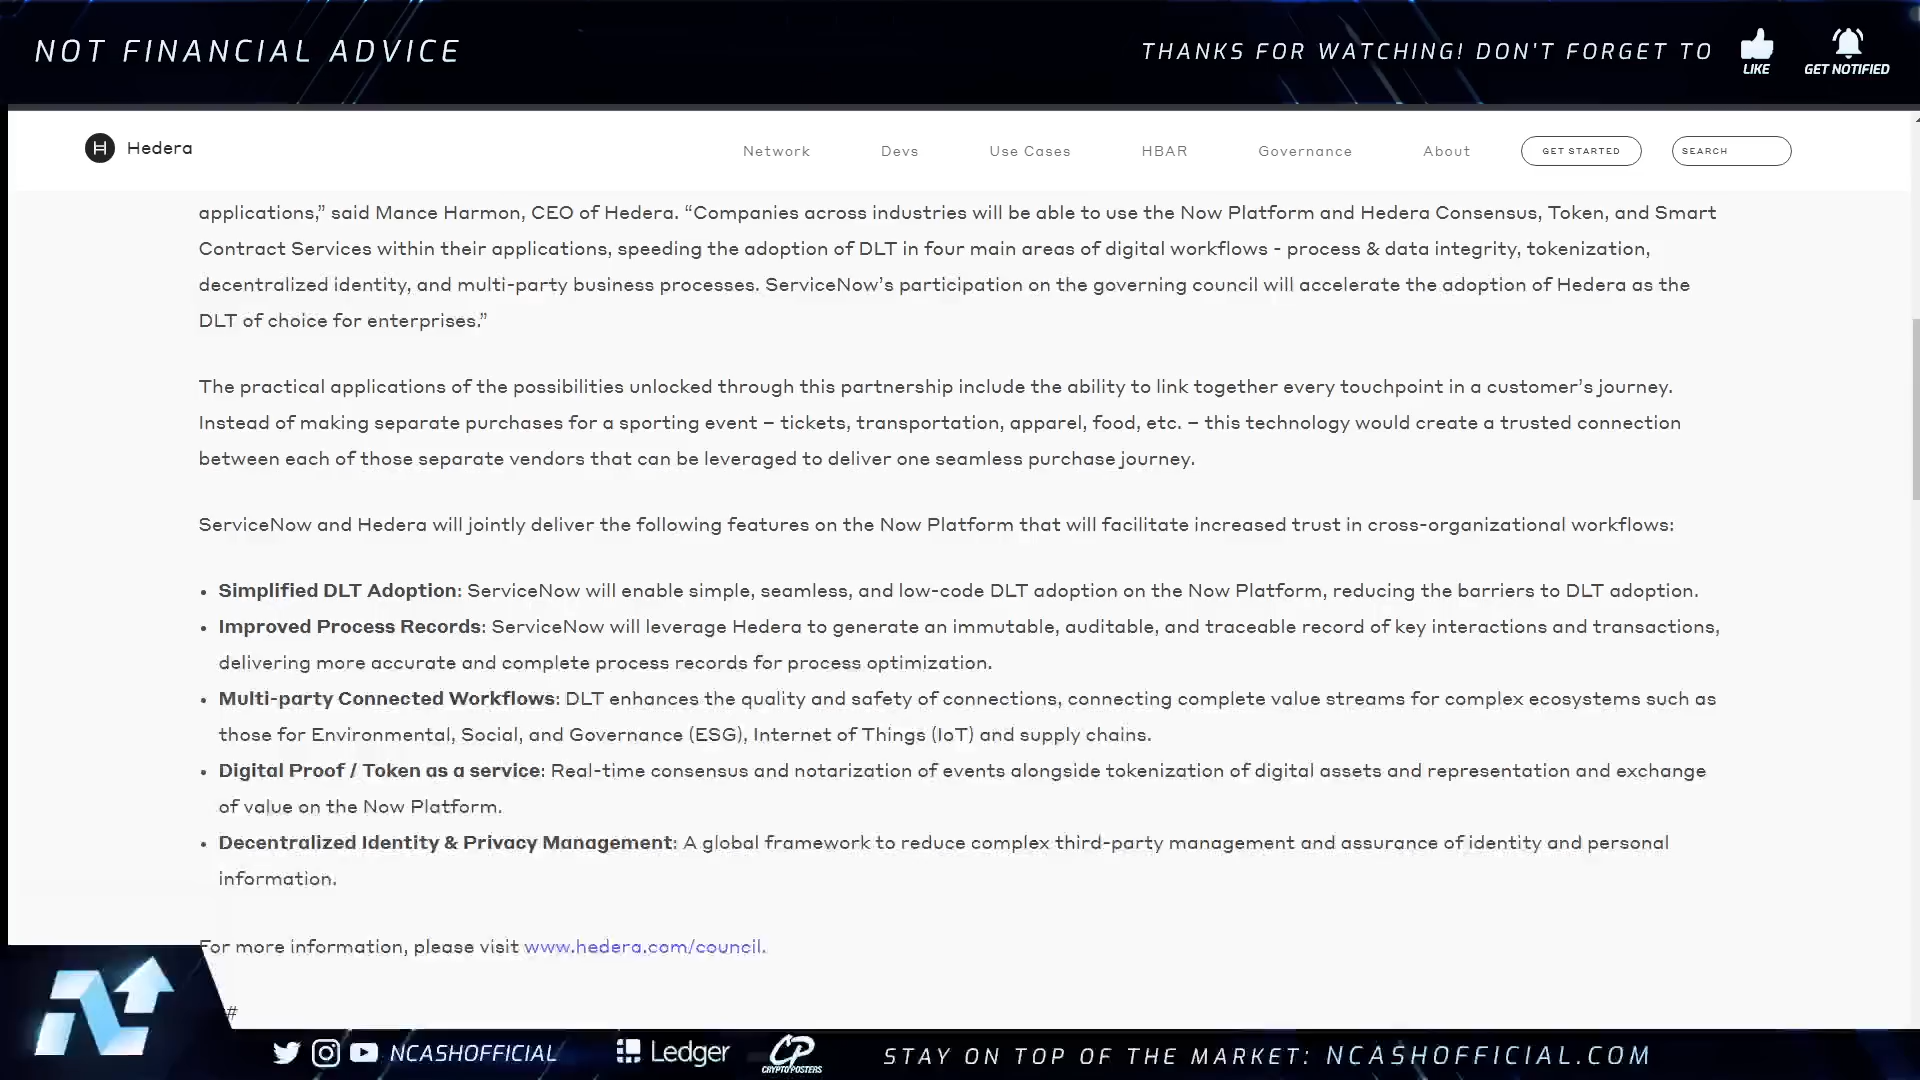 NOT FINANCIAL ADVICE
THANKS FOR WATCHING! DON'T FORGET TO
LIKE
GET NOTIFIED
Hedera
Network
Devs
Use Cases
HBAR
Governance
About
GET STARTED
SEARCH
applications,” said Mance Harmon, CEO of Hedera. “Companies across industries will be able to use the Now Platform and Hedera Consensus, Token, and Smart
Contract Services within their applications, speeding the adoption of DLT in four main areas of digital workflows - process & data integrity, tokenization,
decentralized identity, and multi-party business processes. ServiceNow’s participation on the governing council will accelerate the adoption of Hedera as the
DLT of choice for enterprises.”
The practical applications of the possibilities unlocked through this partnership include the ability to link together every touchpoint in a customer’s journey.
Instead of making separate purchases for a sporting event – tickets, transportation, apparel, food, etc. – this technology would create a trusted connection
between each of those separate vendors that can be leveraged to deliver one seamless purchase journey.
ServiceNow and Hedera will jointly deliver the following features on the Now Platform that will facilitate increased trust in cross-organizational workflows:
• Simplified DLT Adoption: ServiceNow will enable simple, seamless, and low-code DLT adoption on the Now Platform, reducing the barriers to DLT adoption.
• Improved Process Records: ServiceNow will leverage Hedera to generate an immutable, auditable, and traceable record of key interactions and transactions,
delivering more accurate and complete process records for process optimization.
• Multi-party Connected Workflows: DLT enhances the quality and safety of connections, connecting complete value streams for complex ecosystems such as
those for Environmental, Social, and Governance (ESG), Internet of Things (IoT) and supply chains.
• Digital Proof / Token as a service: Real-time consensus and notarization of events alongside tokenization of digital assets and representation and exchange
of value on the Now Platform.
• Decentralized Identity & Privacy Management: A global framework to reduce complex third-party management and assurance of identity and personal
information.
For more information, please visit www.hedera.com/council.
#
NCASHOFFICIAL
Ledger
CP
CRYPTO POSTERS
STAY ON TOP OF THE MARKET: NCASHOFFICIAL.COM